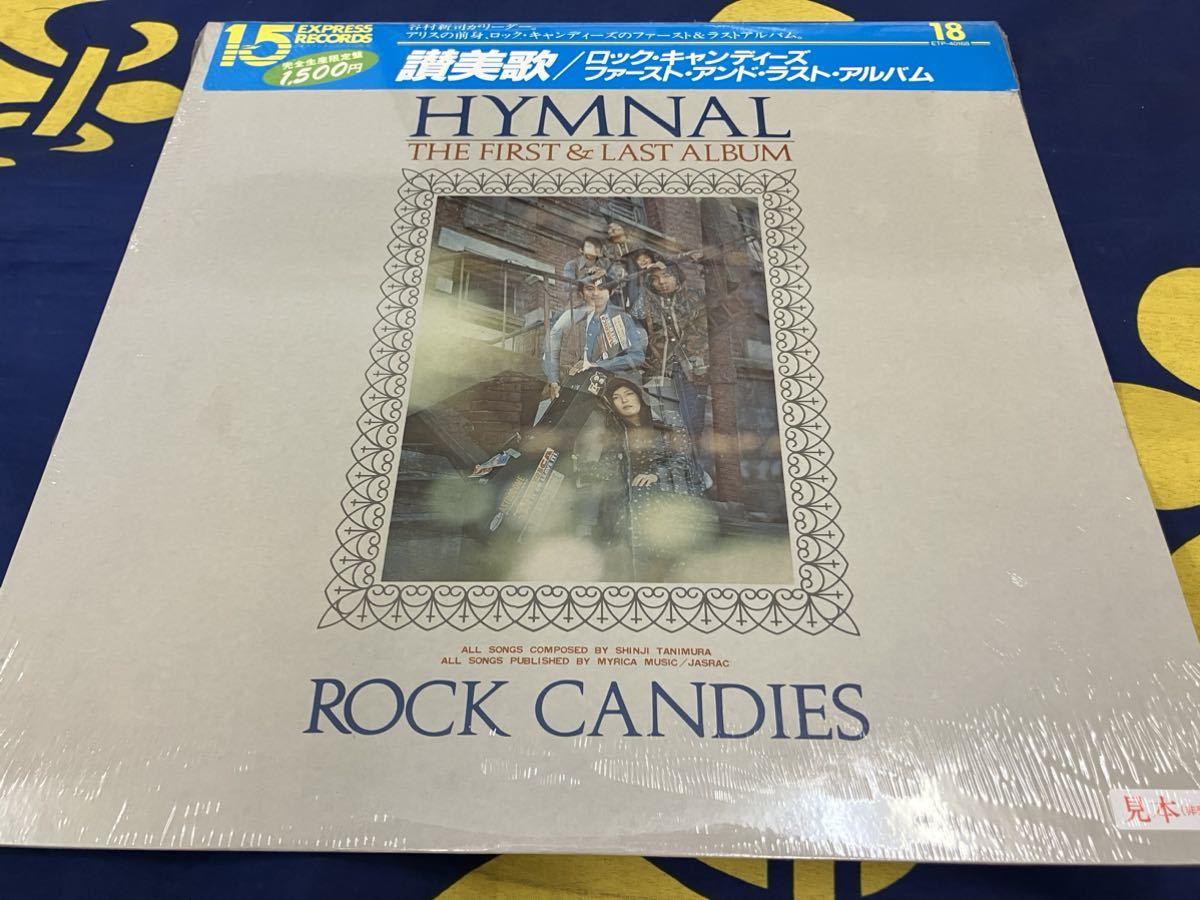 15 EXPRESS RECORDS
完全生産限定盤
1,500円
谷村新司がリーダー。
アリスの前身、ロック・キャンディーズのファースト&ラストアルバム。
讃美歌/ロック・キャンディーズ
ファースト・アンド・ラスト・アルバム
18
ETP-40168
HYMNAL
THE FIRST & LAST ALBUM
ALL SONGS COMPOSED BY SHINJI TANIMURA
ALL SONGS PUBLISHED BY MYRICA MUSIC/JASRAC
ROCK CANDIES
見本